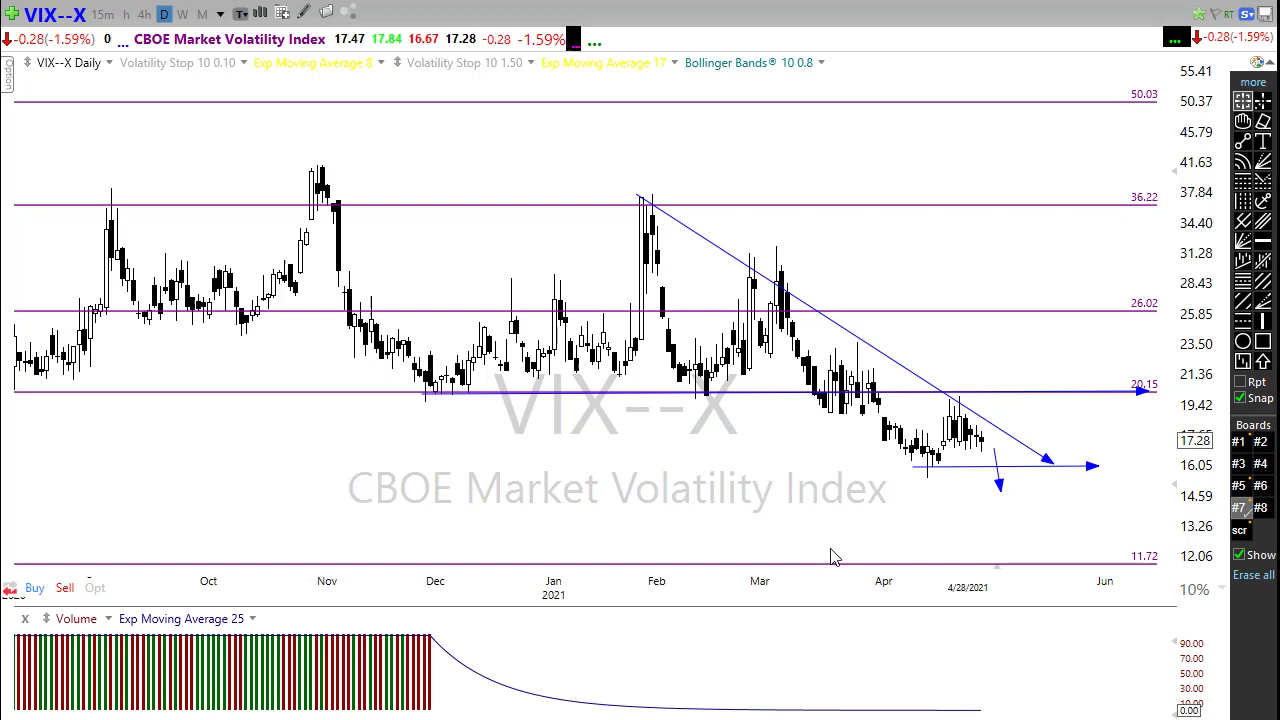 VIX--X 15m h 4h D W M T RT S
-0.28(-1.59%) 0 ... CBOE Market Volatility Index 17.47 17.84 16.67 17.28 -0.28 -1.59% ... ... -0.28(-1.59%)
Option
VIX--X Daily Volatility Stop 10 0.10 Exp Moving Average 8 Volatility Stop 10 1.50 Exp Moving Average 17 Bollinger Bands® 10 0.8
more
50.03
36.22
26.02
20.15
11.72
55.41
50.37
45.79
41.63
37.84
34.40
31.28
28.43
25.85
23.50
21.36
19.42
17.28
16.05
14.59
13.26
12.06
10%
VIX--X
CBOE Market Volatility Index
Rpt
Snap
Boards
#1 #2
#3 #4
#5 #6
#7 #8
scr
Show
Erase all
Oct Nov Dec Jan Feb Mar Apr Jun
2021 4/28/2021
Buy Sell Opt
X Volume Exp Moving Average 25
90.00
70.00
50.00
30.00
10.00
0.00